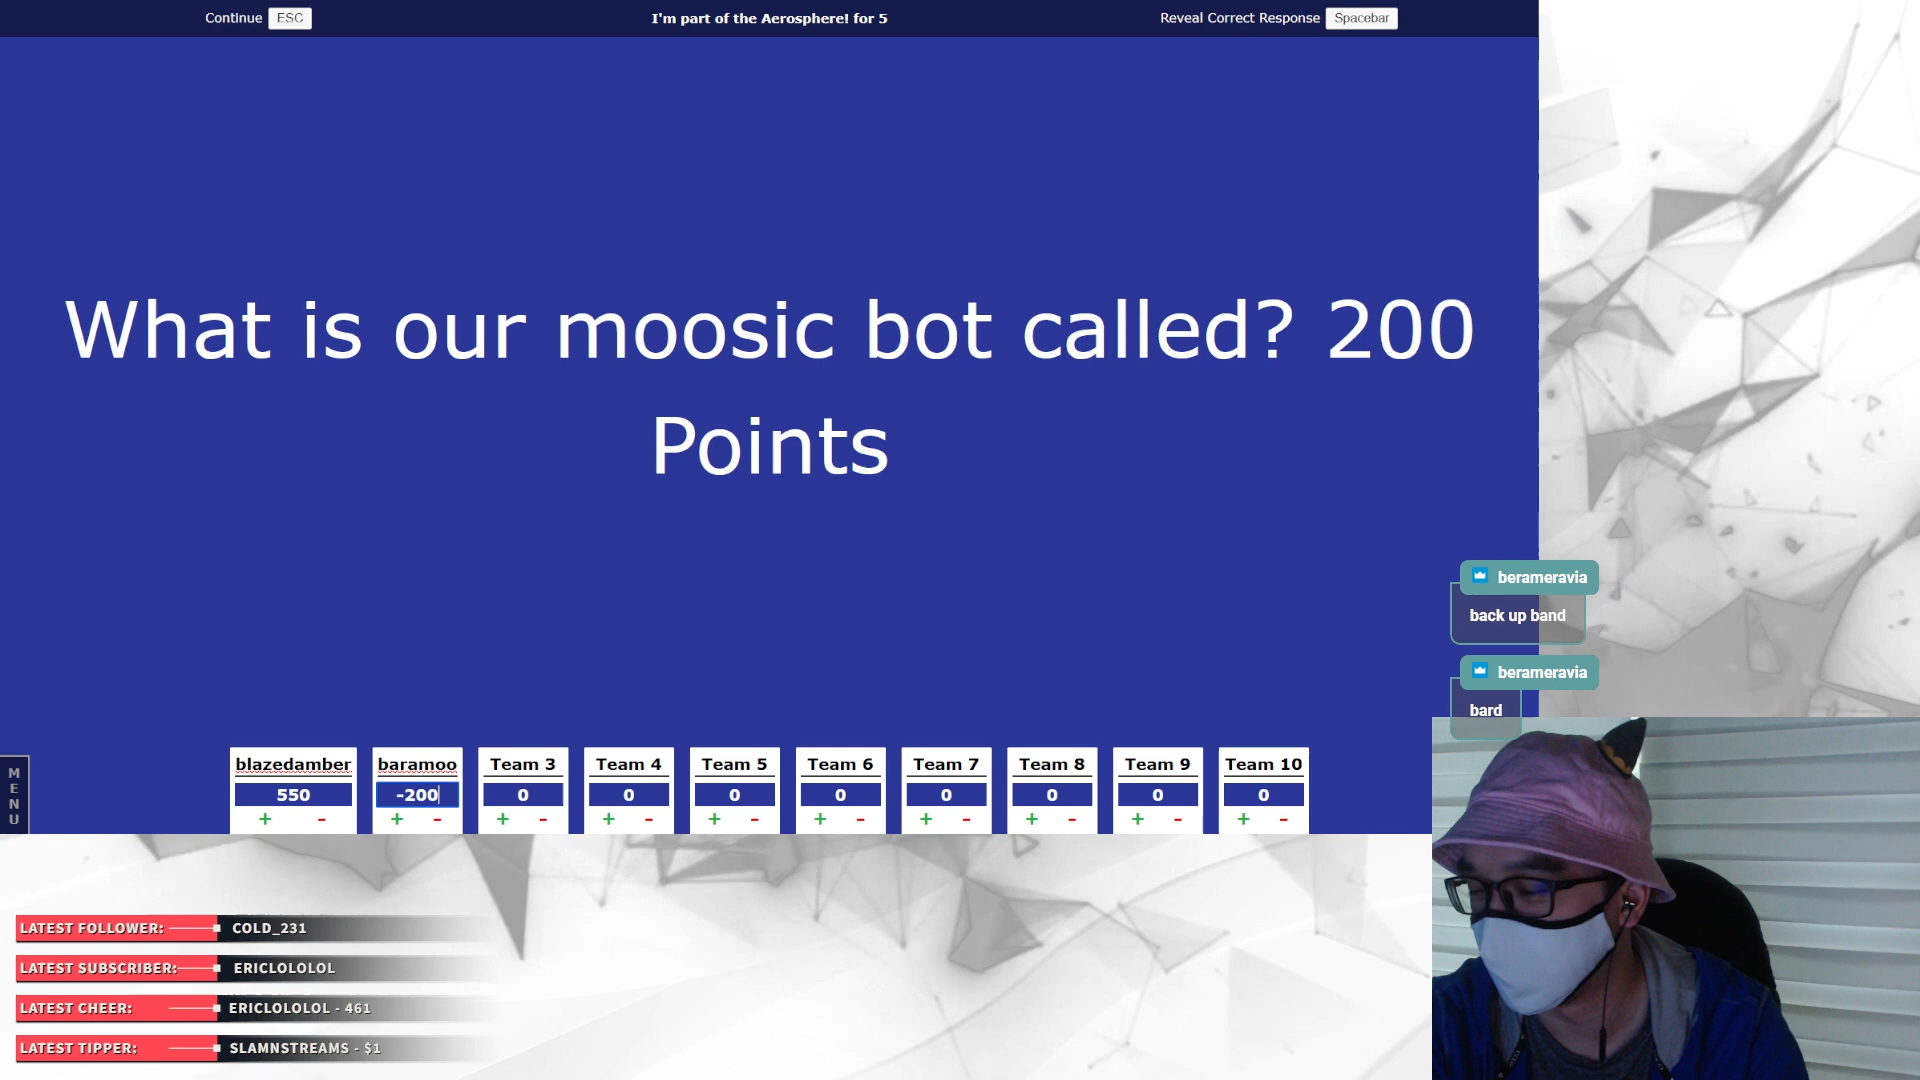 Continue ESC
I'm part of the Aerosphere! for 5
Reveal Correct Response Spacebar
What is our moosic bot called? 200
Points
berameravia
back up band
berameravia
bard
MENU
blazedamber baramoo Team 3 Team 4 Team 5 Team 6 Team 7 Team 8 Team 9 Team 10
550 -200 0 0 0 0 0 0 0 0
+ - + - + - + - + - + - + - + - + - + -
LATEST FOLLOWER: COLD_231
LATEST SUBSCRIBER: ERICLOLOLOL
LATEST CHEER: ERICLOLOLOL - 461
LATEST TIPPER: SLAMNSTREAMS - $1